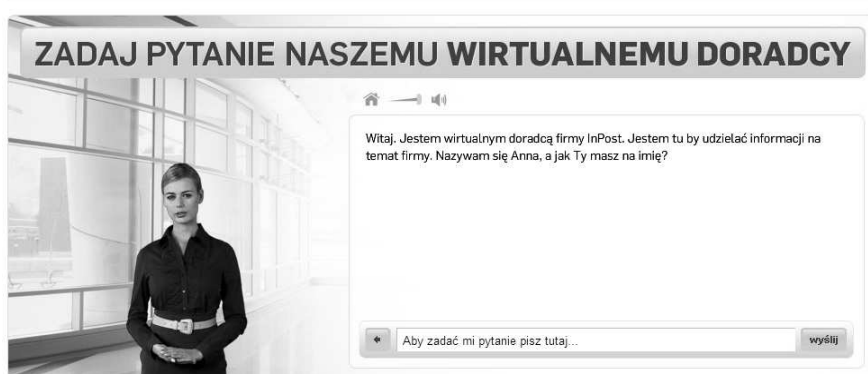 ZADAJ PYTANIE NASZEMU WIRTUALNEMU DORADCY
Witaj. Jestem wirtualnym doradcą firmy InPost. Jestem tu by udzielać informacji na
temat firmy. Nazywam się Anna, a jak Ty masz na imię?
Aby zadać mi pytanie pisz tutaj...
wyślij